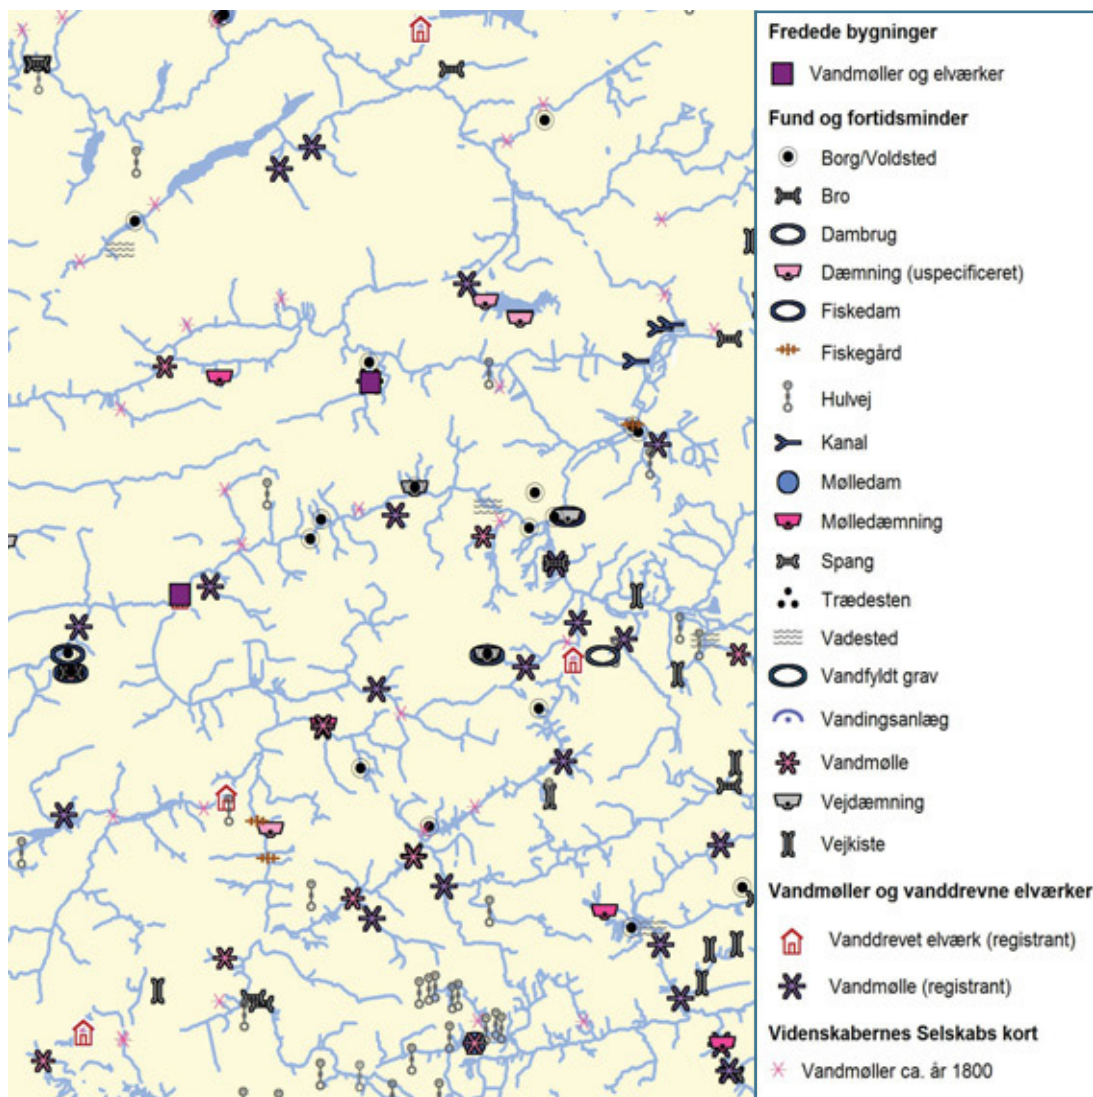 Fredede bygninger
Vandmøller og elværker
Fund og fortidsminder
Borg/Voldsted
Bro
Dambrug
Dæmning (uspecificeret)
Fiskedam
Fiskegård
Hulvej
Kanal
Mølledam
Mølledæmning
Spang
Trædesten
Vadested
Vandfyldt grav
Vandingsanlæg
Vandmølle
Vejdæmning
Vejkiste
Vandmøller og vanddrevne elværker
Vanddrevet elværk (registrant)
Vandmølle (registrant)
Videnskabernes Selskabs kort
Vandmøller ca. år 1800